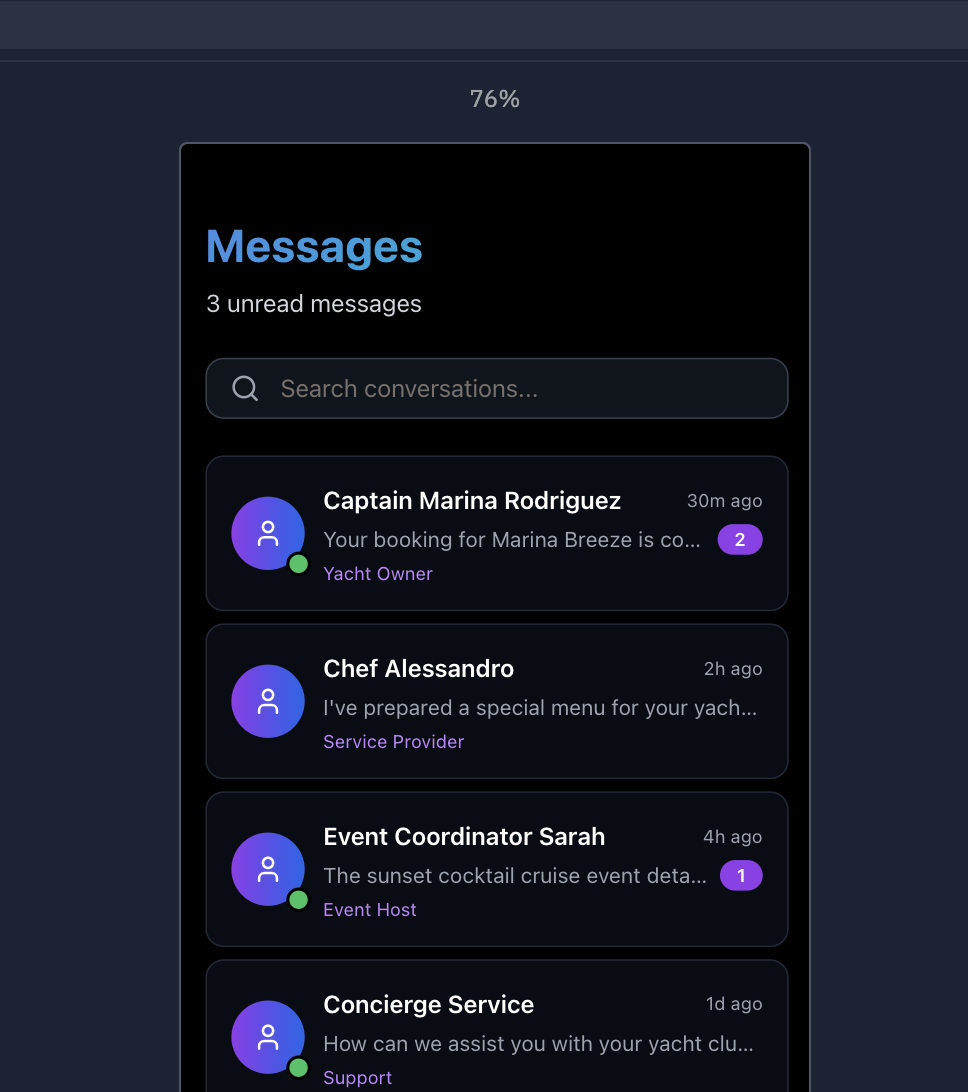 76%
Messages
3 unread messages
Search conversations...
Captain Marina Rodriguez
30m ago
Your booking for Marina Breeze is co...
2
Yacht Owner
Chef Alessandro
2h ago
I've prepared a special menu for your yach...
Service Provider
Event Coordinator Sarah
4h ago
The sunset cocktail cruise event deta...
1
Event Host
Concierge Service
1d ago
How can we assist you with your yacht clu...
Support